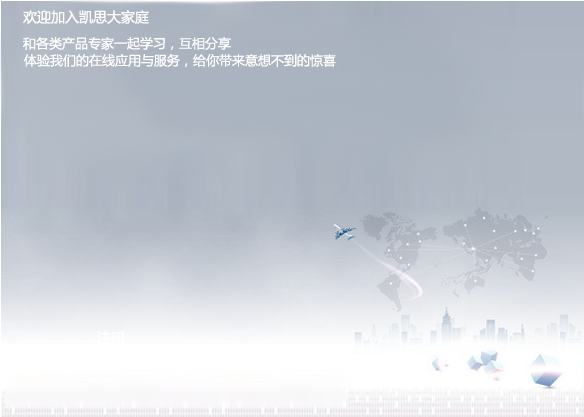 欢迎加入凯思大家庭
和各类产品专家一起学习，互相分享
体验我们的在线应用与服务，给你带来意想不到的惊喜